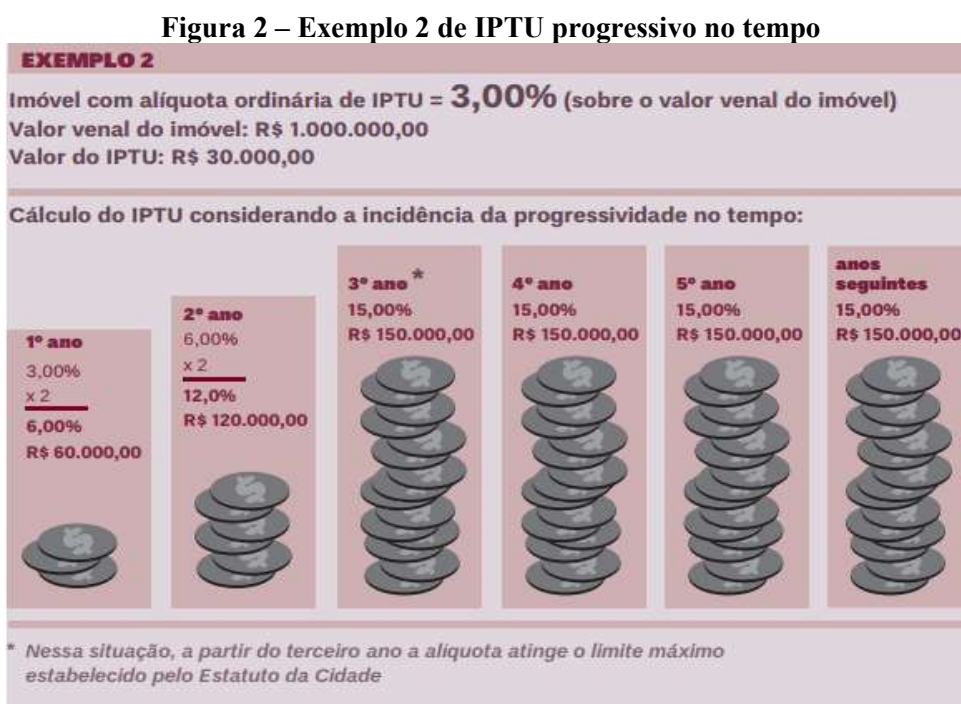 Figura 2 – Exemplo 2 de IPTU progressivo no tempo
EXEMPLO 2
Imóvel com alíquota ordinária de IPTU = 3,00% (sobre o valor venal do imóvel)
Valor venal do imóvel: R$ 1.000.000,00
Valor do IPTU: R$ 30.000,00
Cálculo do IPTU considerando a incidência da progressividade no tempo:
1º ano
3,00%
x 2
6,00%
R$ 60.000,00
2º ano
6,00%
x 2
12,0%
R$ 120.000,00
3º ano *
15,00%
R$ 150.000,00
4º ano
15,00%
R$ 150.000,00
5º ano
15,00%
R$ 150.000,00
anos
seguintes
15,00%
R$ 150.000,00
* Nessa situação, a partir do terceiro ano a alíquota atinge o limite máximo
estabelecido pelo Estatuto da Cidade